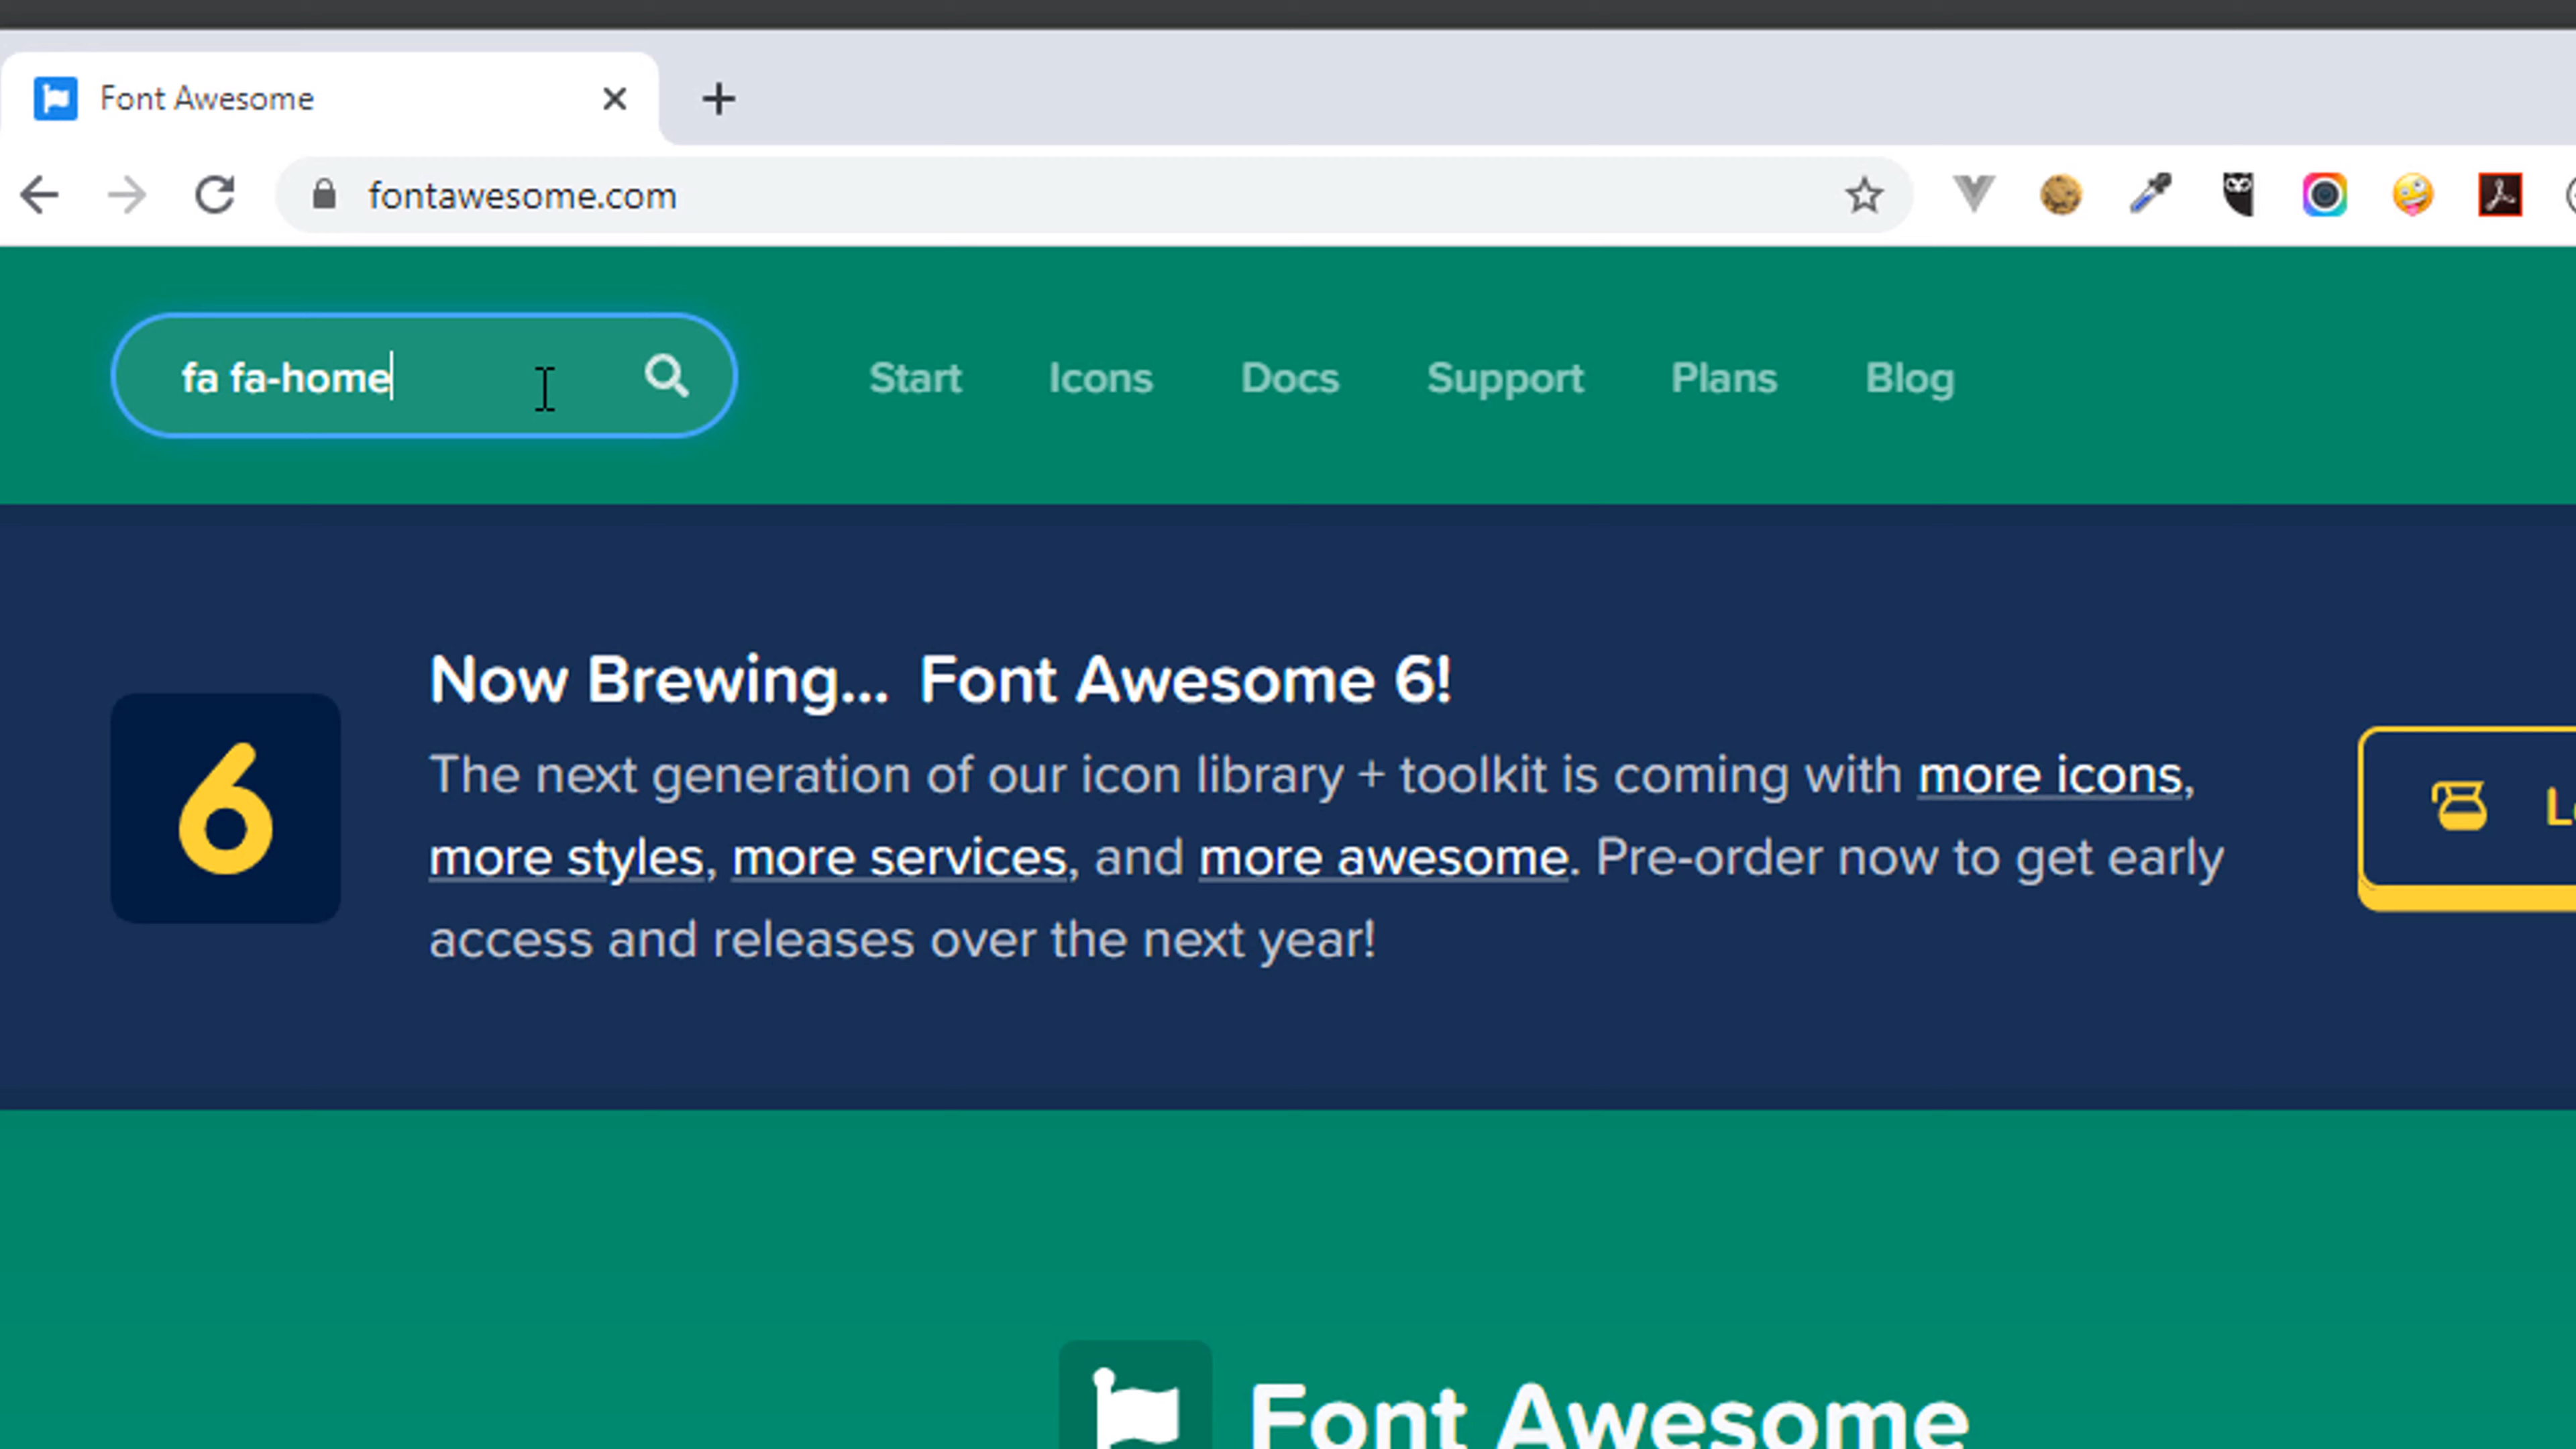 Font Awesome
fontawesome.com
fa fa-home
Start Icons Docs Support Plans Blog
Now Brewing... Font Awesome 6!
6
The next generation of our icon library + toolkit is coming with more icons,
more styles, more services, and more awesome. Pre-order now to get early
access and releases over the next year!
Font Awesome